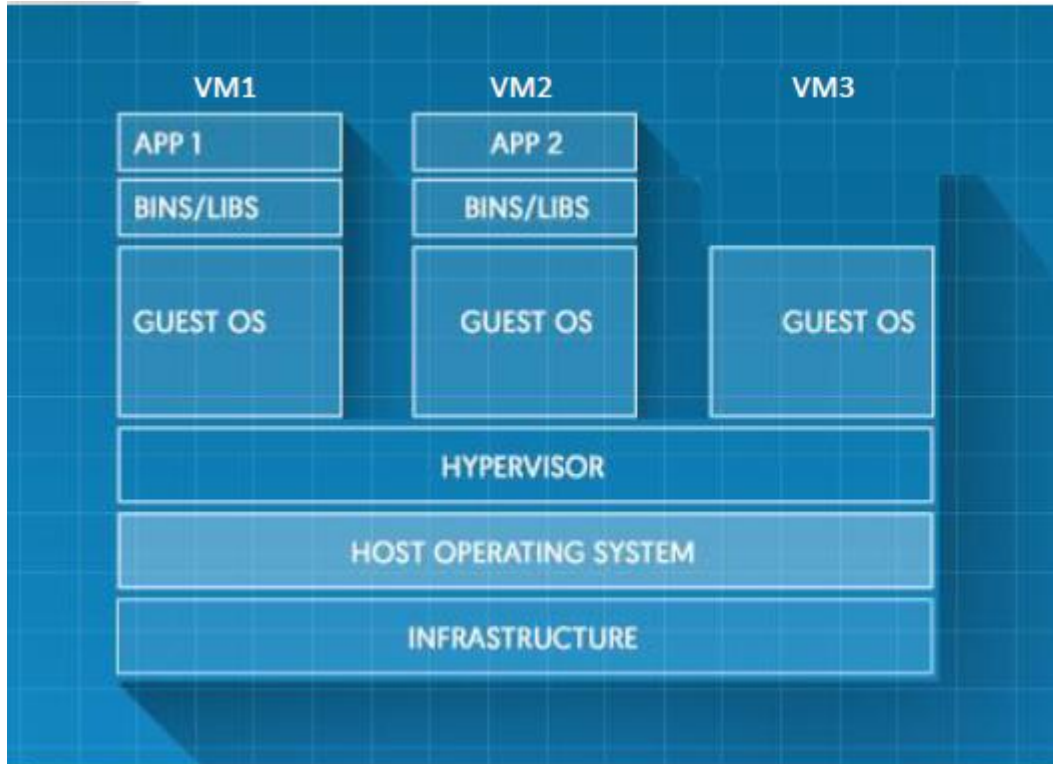 VM1 VM2 VM3
APP 1 APP 2
BINS/LIBS BINS/LIBS
GUEST OS GUEST OS GUEST OS
HYPERVISOR
HOST OPERATING SYSTEM
INFRASTRUCTURE